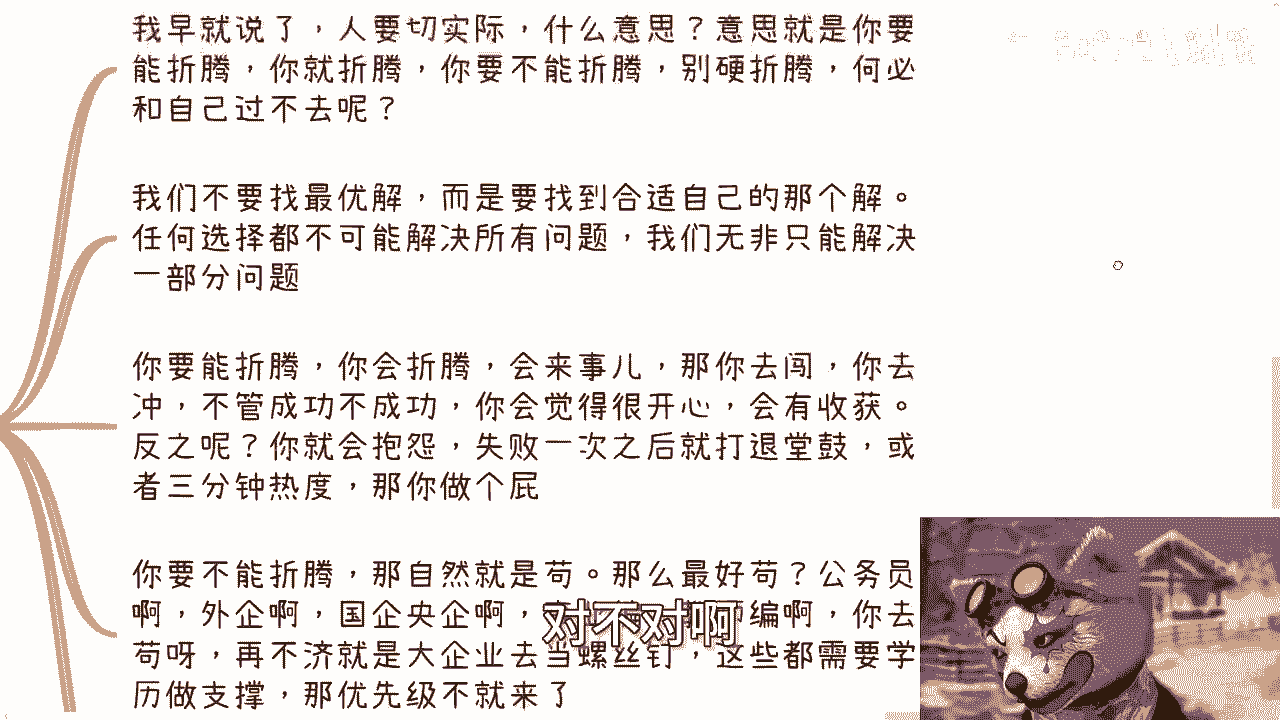 我早就说了，人要切实际，什么意思？意思就是你要
能折腾，你就折腾，你要不能折腾，别硬折腾，何必
和自己过不去呢？
我们不要找最优解，而是要找到合适自己的那个解。
任何选择都不可能解决所有问题，我们无非只能解决
一部分问题
你要能折腾，你会折腾，会来事儿，那你去闯，你去
冲，不管成功不成功，你会觉得很开心，会有收获。
反之呢？你就会抱怨，失败一次之后就打退堂鼓，或
者三分钟热度，那你做个屁
你要不能折腾，那自然就是苟。那么最好苟？公务员
啊，外企啊，国企央企啊，编啊，你去
对不对啊
苟呀，再不济就是大企业去当螺丝钉，这些都需要学
历做支撑，那优先级不就来了